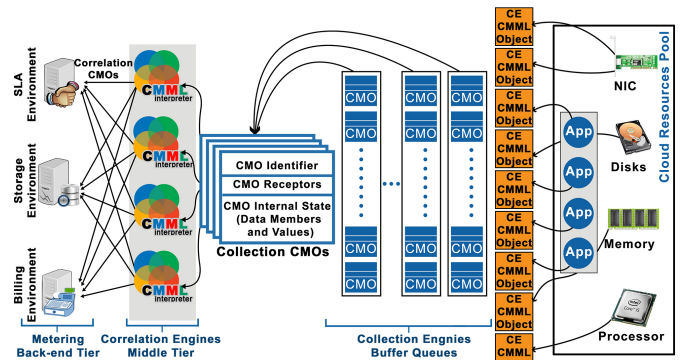 SLA
Environment
Storage
Environment
Billing
Environment
Metering
Back-end Tier
Correlation
CMOs
CMML
interpreter
CMML
interpreter
CMML
interpreter
CMML
interpreter
Correlation Engines
Middle Tier
CMO Identifier
CMO Receptors
CMO Internal State
(Data Members
and Values)
Collection CMOs
CMO
CMO
CMO
CMO
CMO
CMO
CMO
CMO
CMO
CMO
CMO
CMO
Collection Engnies
Buffer Queues
CE
CMML
Object
CE
CMML
Object
CE
CMML
Object
CE
CMML
Object
CE
CMML
Object
CE
CMML
Object
CE
CMML
Object
CE
CMML
Object
CE
CMML
App
App
App
App
NIC
Disks
Memory
Processor
Cloud Resources Pool